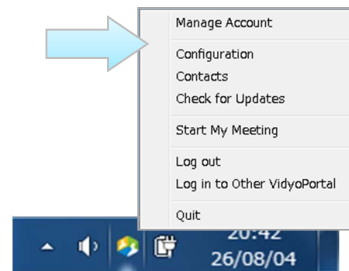 Manage Account
Configuration
Contacts
Check for Updates
Start My Meeting
Log out
Log in to Other VidyoPortal
Quit
20:42
26/08/04